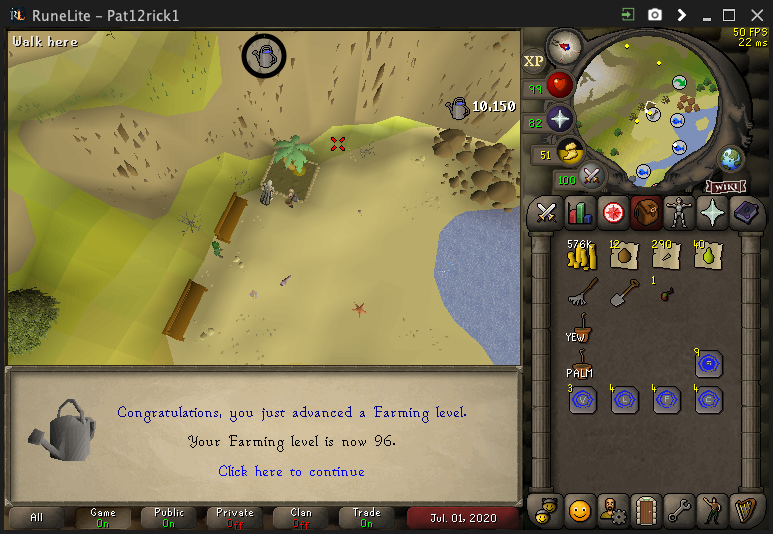 RuneLite - Pat12rick1
Walk here
10,150
50 FPS
22 ms
XP
99
82
51
100
WIKI
576K
12
290
40
1
YEW
PALM
9
3
4
4
4
V
L
F
C
Congratulations, you just advanced a Farming level.
Your Farming level is now 96.
Click here to continue
All
Game
On
Public
On
Private
Off
Clan
Off
Trade
On
Jul. 01, 2020